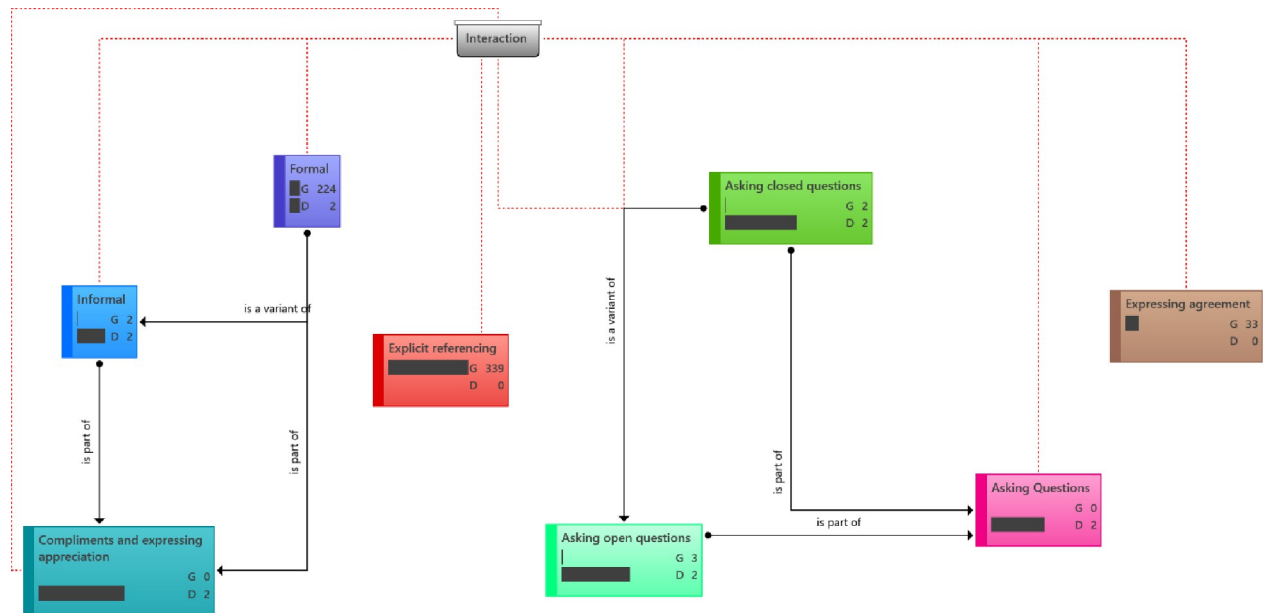 Interaction
Formal
G 224
D 2
Asking closed questions
G 2
D 2
Informal
G 2
D 2
is a variant of
is a variant of
Expressing agreement
G 33
D 0
Explicit referencing
G 339
D 0
is part of
is part of
is part of
Asking Questions
G 0
D 2
is part of
Compliments and expressing
appreciation
G 0
D 2
Asking open questions
G 3
D 2